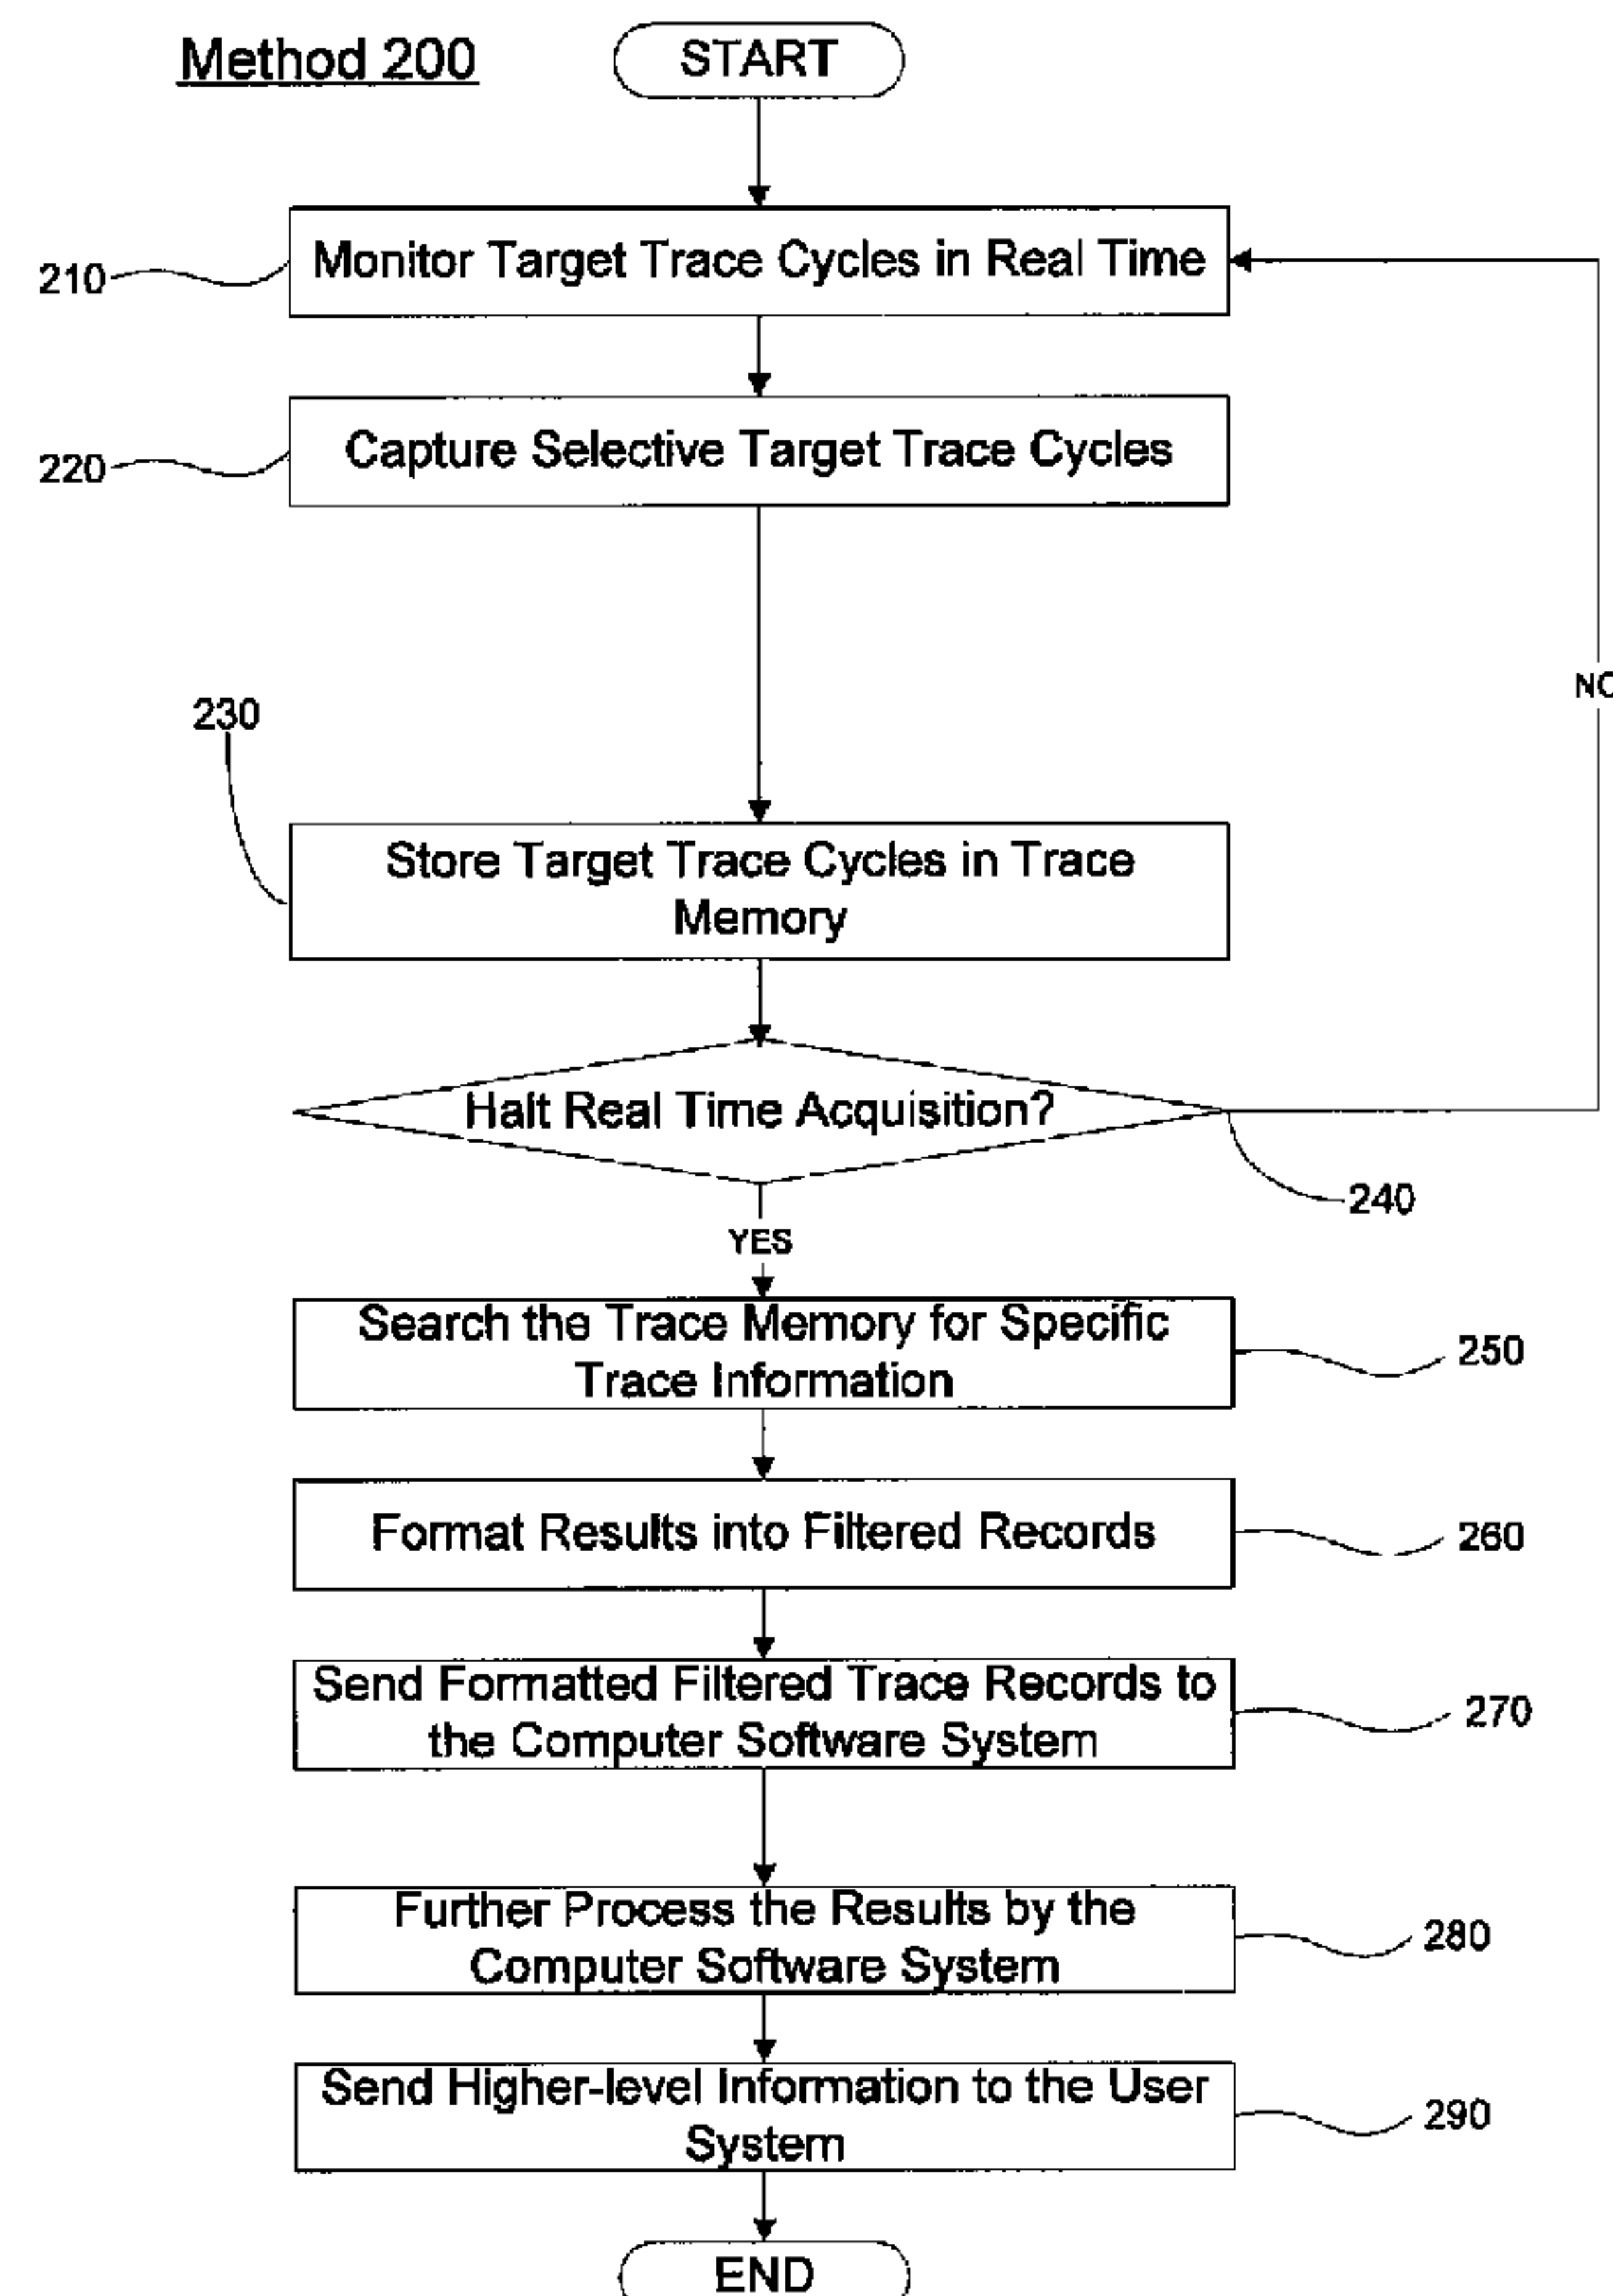 Method 200
START
210
Monitor Target Trace Cycles in Real Time
220
Capture Selective Target Trace Cycles
NO
230
Store Target Trace Cycles in Trace
Memory
Halt Real Time Acquisition?
240
YES
Search the Trace Memory for Specific
Trace Information
250
Format Results into Filtered Records
260
Send Formatted Filtered Trace Records to
the Computer Software System
270
Further Process the Results by the
Computer Software System
280
Send Higher-level Information to the User
System
290
END